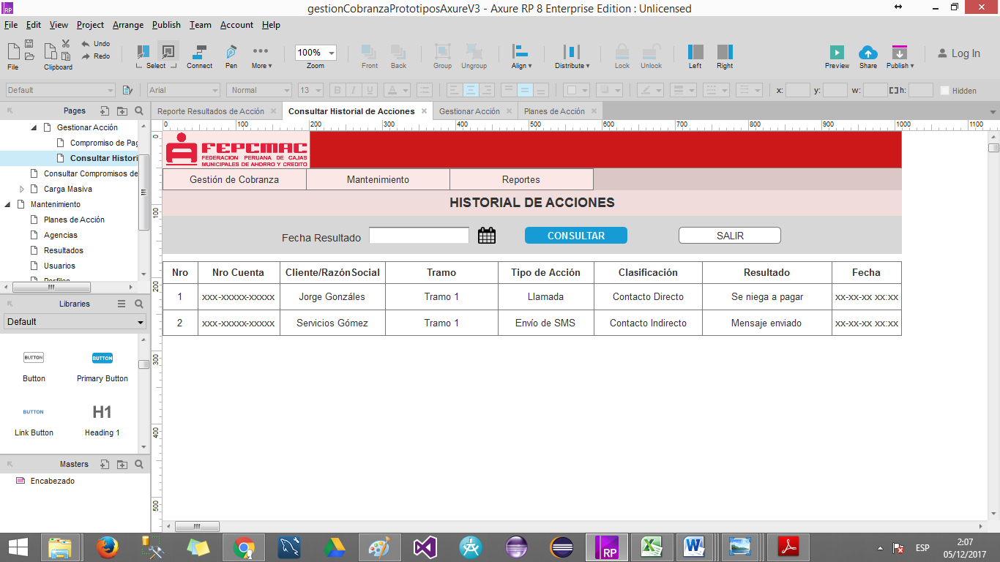 gestionCobranzaPrototiposAxureV3 - Axure RP 8 Enterprise Edition : Unlicensed
File Edit View Project Arrange Publish Team Account Help
Undo
Redo
File Clipboard Select Connect Pen More ▾ 100% Zoom Front Back Group Ungroup Align ▾ Distribute ▾ Lock Unlock Left Right Preview Share Publish ▾ Log In
Default Arial Normal 13 B I U A x: y: w: h: Hidden
Pages
Reporte Resultados de Acción Consultar Historial de Acciones Gestionar Acción Planes de Acción
0 100 200 300 400 500 600 700 800 900 1000 1100
0
100
200
300
400
500
Gestionar Acción
Compromiso de Pag
Consultar Histori
Consultar Compromisos de
Carga Masiva
Mantenimiento
Planes de Acción
Agencias
Resultados
Usuarios
Perfiles
Libraries
Default
BUTTON BUTTON
Button Primary Button
BUTTON H1
Link Button Heading 1
Masters
Encabezado
FEPCMAC
FEDERACION PERUANA DE CAJAS
MUNICIPALES DE AHORRO Y CREDITO
Gestión de Cobranza Mantenimiento Reportes
HISTORIAL DE ACCIONES
Fecha Resultado CONSULTAR SALIR
Nro Nro Cuenta Cliente/Razón Social Tramo Tipo de Acción Clasificación Resultado Fecha
1 xxx-xxxxx-xxxxx Jorge Gonzáles Tramo 1 Llamada Contacto Directo Se niega a pagar xx-xx-xx xx:xx
2 xxx-xxxxx-xxxxx Servicios Gómez Tramo 1 Envío de SMS Contacto Indirecto Mensaje enviado xx-xx-xx xx:xx
RP
ESP
2:07
05/12/2017